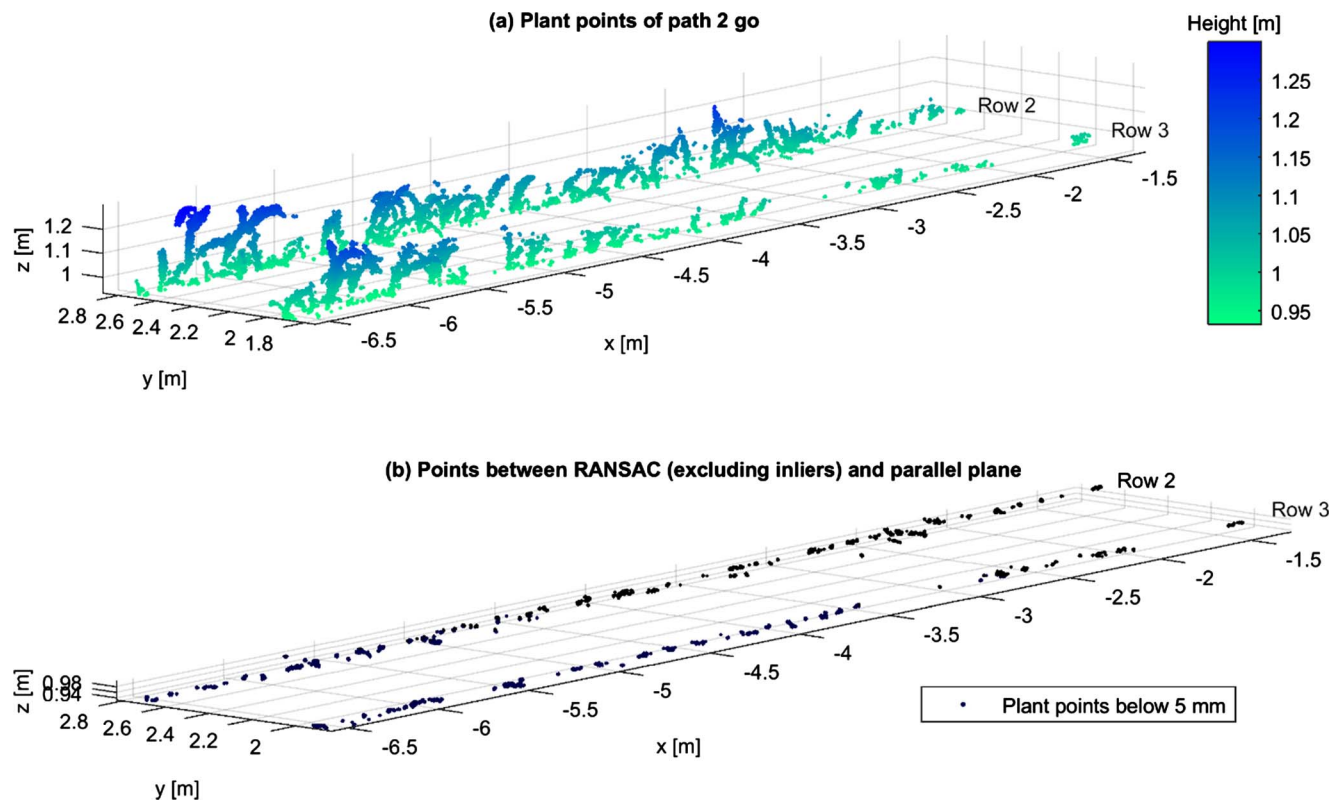 (a) Plant points of path 2 go
Height [m]
1.25
1.2
1.15
1.1
1.05
1
0.95
Row 2
Row 3
z [m]
1.2
1.1
1
2.8 2.6 2.4 2.2 2 1.8
y [m]
-6.5 -6 -5.5 -5 -4.5 -4 -3.5 -3 -2.5 -2 -1.5
x [m]
(b) Points between RANSAC (excluding inliers) and parallel plane
Row 2
Row 3
z [m]
0.98
0.94
2.8 2.6 2.4 2.2 2
y [m]
-6.5 -6 -5.5 -5 -4.5 -4 -3.5 -3 -2.5 -2 -1.5
x [m]
Plant points below 5 mm